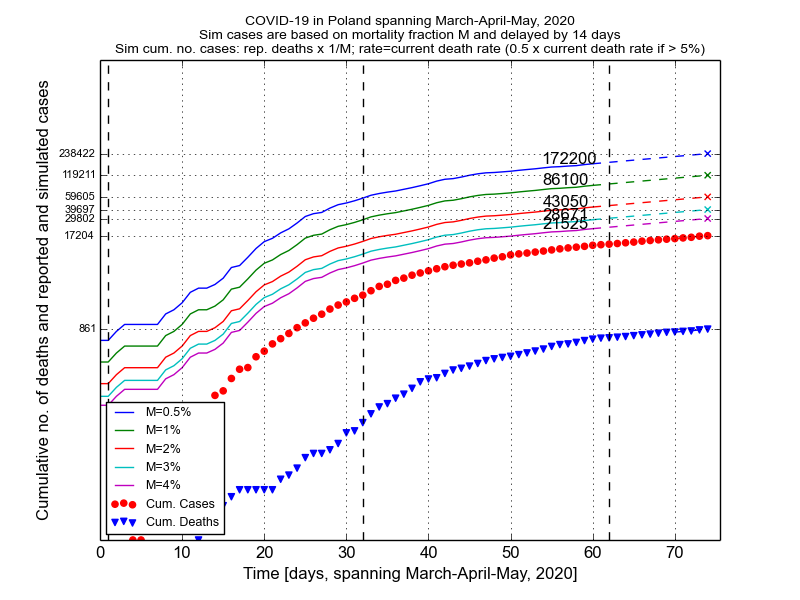 COVID-19 in Poland spanning March-April-May, 2020
Sim cases are based on mortality fraction M and delayed by 14 days
Sim cum. no. cases: rep. deaths x 1/M; rate=current death rate (0.5 x current death rate if > 5%)
Cumulative no. of deaths and reported and simulated cases
238422
119211
59605
39697
29802
17204
861
172200
86100
43050
28671
21525
M=0.5%
M=1%
M=2%
M=3%
M=4%
Cum. Cases
Cum. Deaths
0 10 20 30 40 50 60 70
Time [days, spanning March-April-May, 2020]